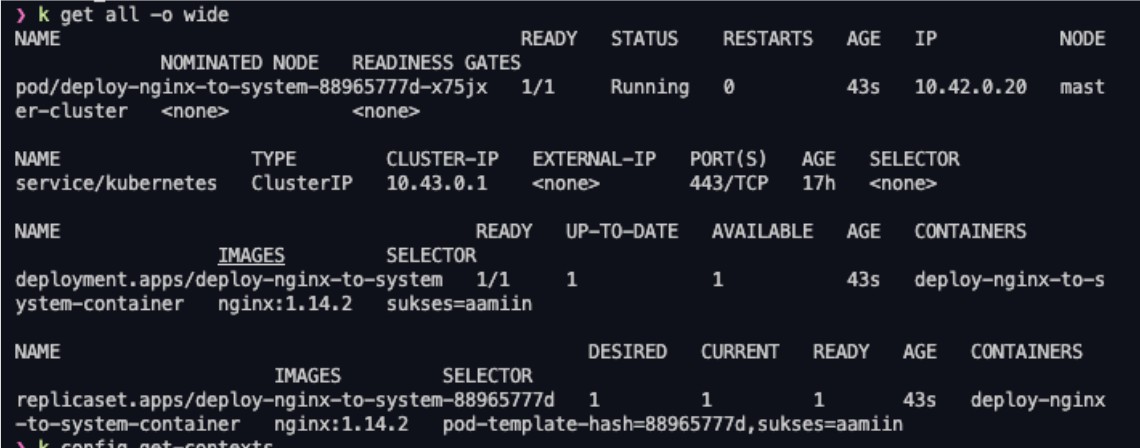 ❯ k get all -o wide
NAME READY STATUS RESTARTS AGE IP NODE
NOMINATED NODE READINESS GATES
pod/deploy-nginx-to-system-88965777d-x75jx 1/1 Running 0 43s 10.42.0.20 mast
er-cluster <none> <none>
NAME TYPE CLUSTER-IP EXTERNAL-IP PORT(S) AGE SELECTOR
service/kubernetes ClusterIP 10.43.0.1 <none> 443/TCP 17h <none>
NAME READY UP-TO-DATE AVAILABLE AGE CONTAINERS
IMAGES SELECTOR
deployment.apps/deploy-nginx-to-system 1/1 1 1 43s deploy-nginx-to-s
ystem-container nginx:1.14.2 sukses=aamiin
NAME DESIRED CURRENT READY AGE CONTAINERS
IMAGES SELECTOR
replicaset.apps/deploy-nginx-to-system-88965777d 1 1 1 43s deploy-nginx
-to-system-container nginx:1.14.2 pod-template-hash=88965777d,sukses=aamiin
❯ k config get-contexts